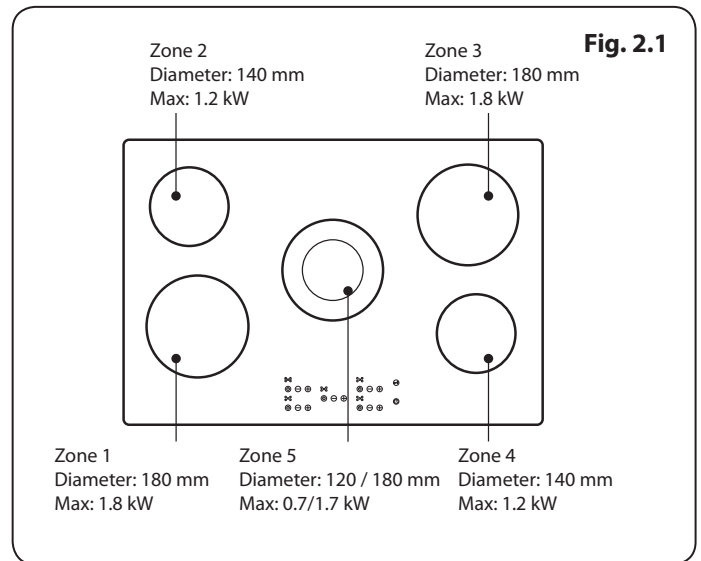 Fig. 2.1
Zone 2
Diameter: 140 mm
Max: 1.2 kW
Zone 3
Diameter: 180 mm
Max: 1.8 kW
Zone 1
Diameter: 180 mm
Max: 1.8 kW
Zone 5
Diameter: 120 / 180 mm
Max: 0.7/1.7 kW
Zone 4
Diameter: 140 mm
Max: 1.2 kW